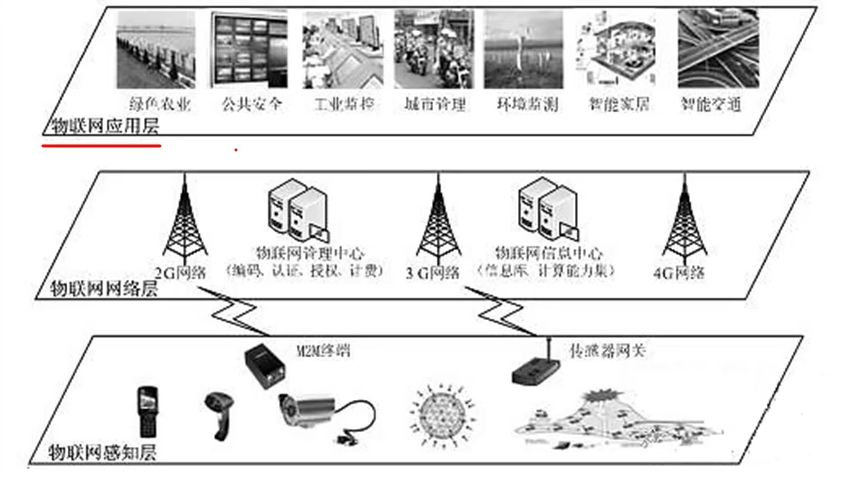 绿色农业 公共安全 工业监控 城市管理 环境监测 智能家居 智能交通
物联网应用层
物联网管理中心 物联网信息中心
2G网络 (编码、认证、授权、计费) 3G网络 (信息库、计算能力集) 4G网络
物联网网络层
M2M终端 传感器网关
物联网感知层